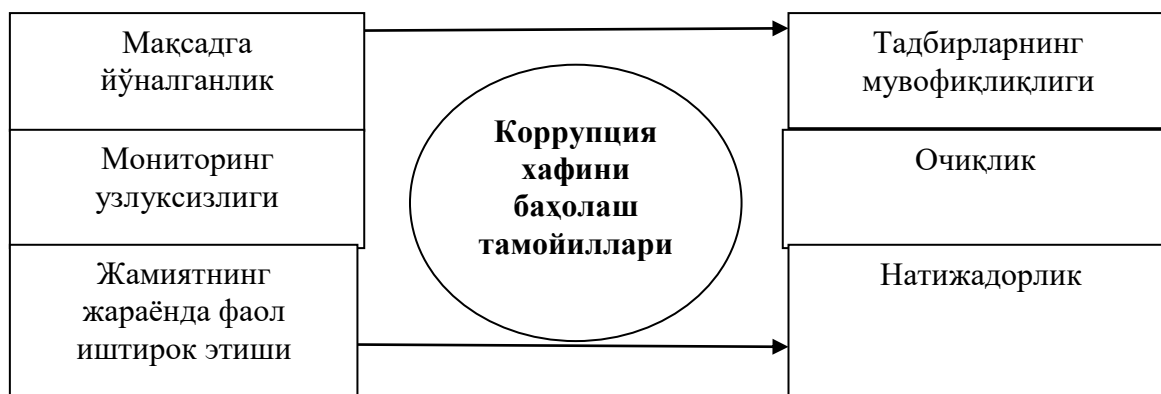 Мақсадга
йўналганлик
Мониторинг
узлуксизлиги
Жамиятнинг
жараёнда фаол
иштирок этиши
Коррупция
хафини
баҳолаш
тамойиллари
Тадбирларнинг
мувофиқлиқлиги
Очиқлик
Натижадорлик